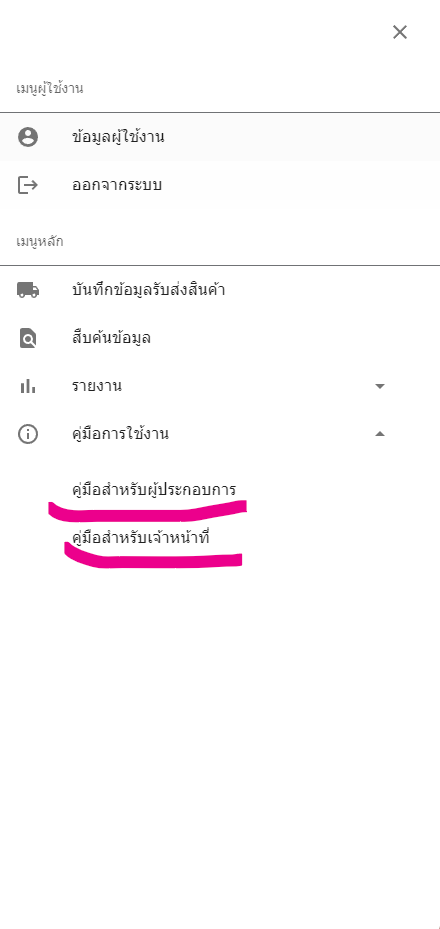 เมนูผู้ใช้งาน
ข้อมูลผู้ใช้งาน
ออกจากระบบ
เมนูหลัก
บันทึกข้อมูลรับส่งสินค้า
สืบค้นข้อมูล
รายงาน
คู่มือการใช้งาน
คู่มือสำหรับผู้ประกอบการ
คู่มือสำหรับเจ้าหน้าที่